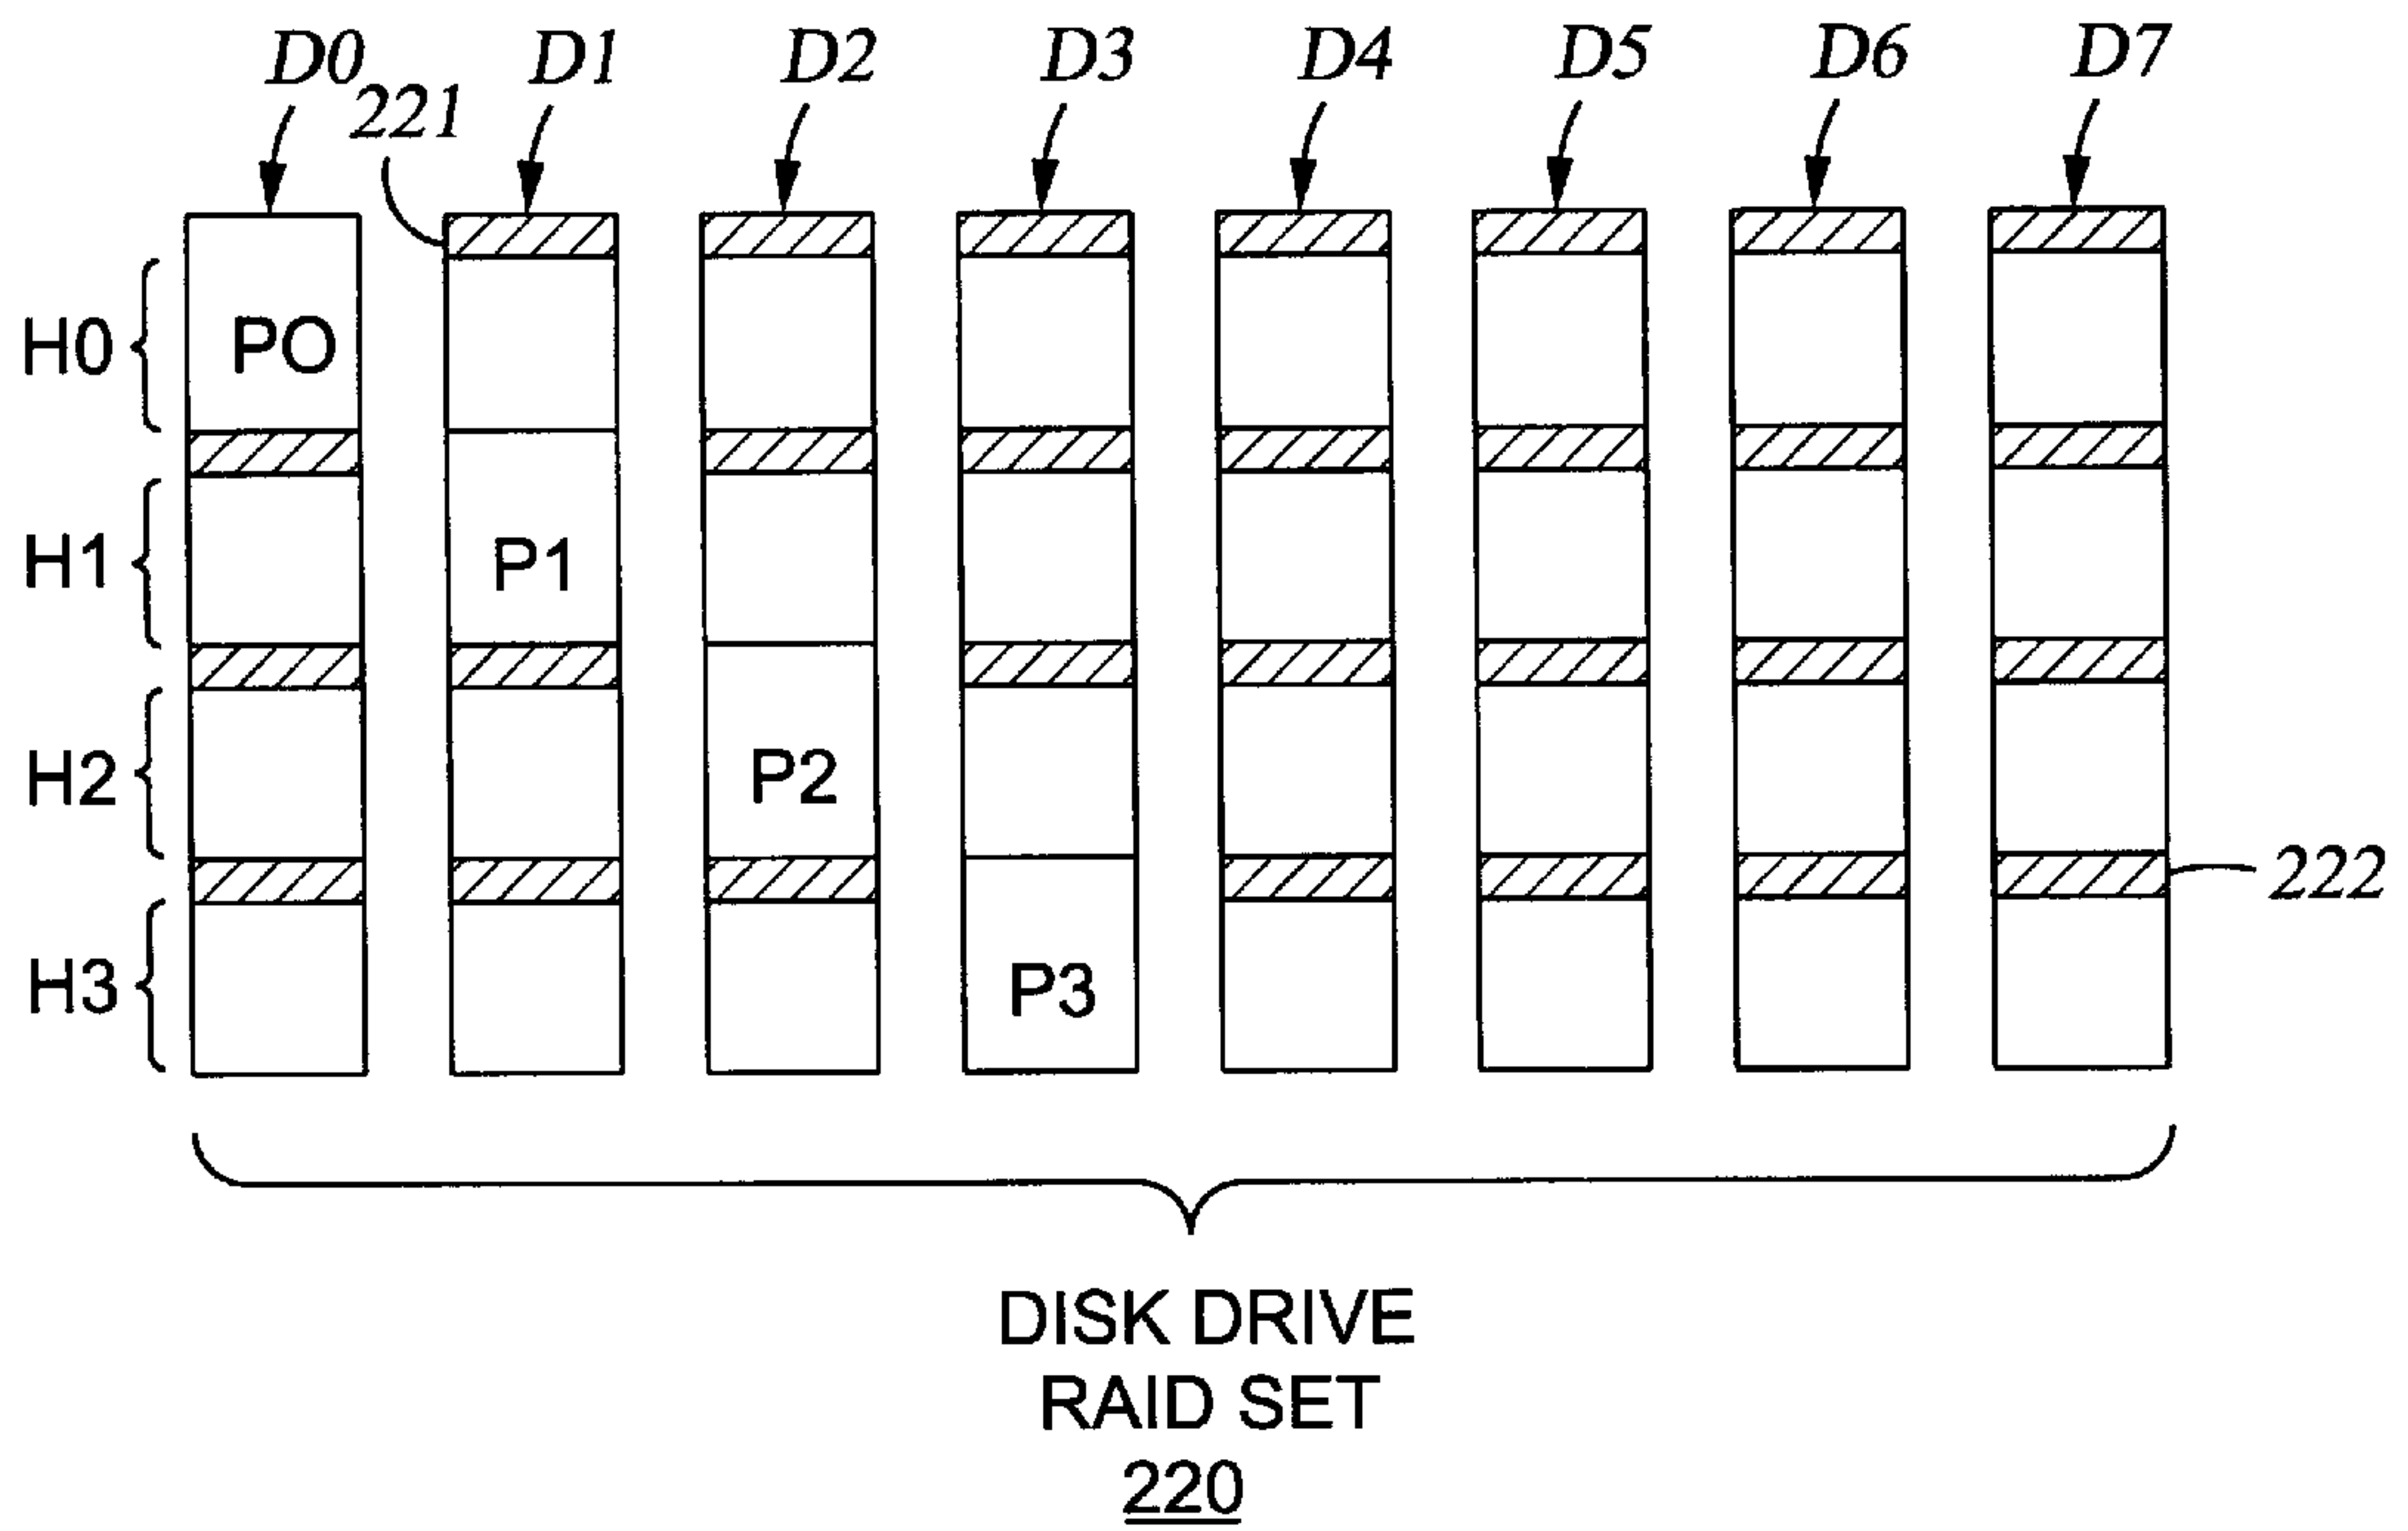 D0 D1 D2 D3 D4 D5 D6 D7
221
H0 PO
H1 P1
H2 P2
222
H3 P3
DISK DRIVE
RAID SET
220